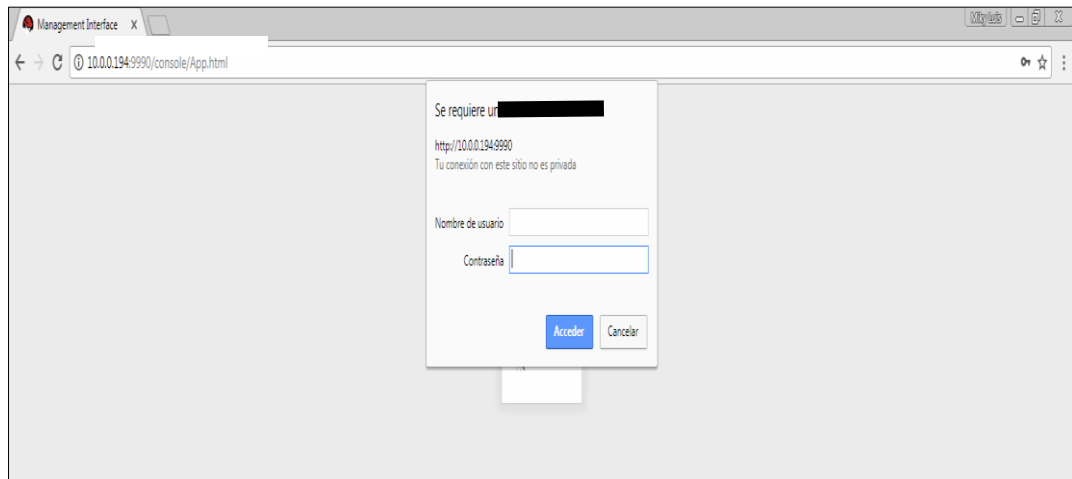 Management Interface
10.0.0.194:9990/console/App.html
Se requiere un
http://10.0.0.194:9990
Tu conexión con este sitio no es privada
Nombre de usuario
Contraseña
Acceder Cancelar